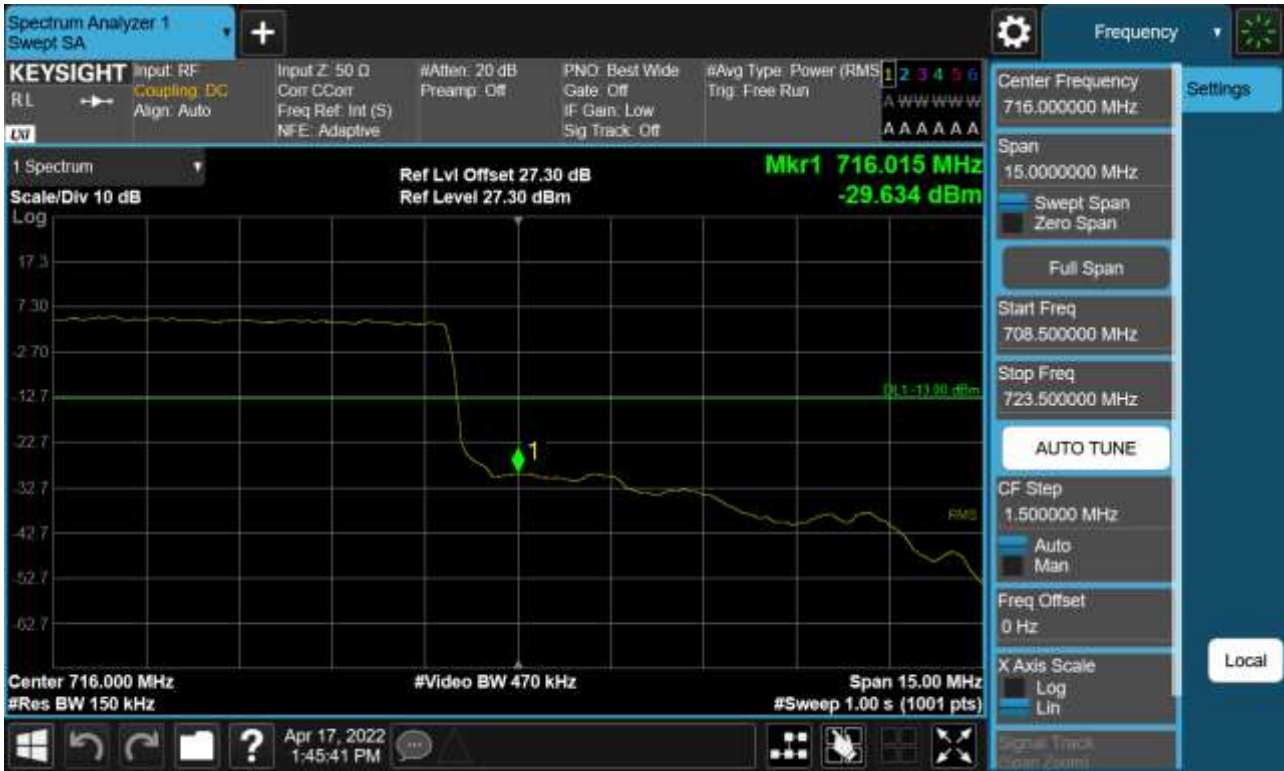 Spectrum Analyzer 1
Swept SA
+
Frequency
KEYSIGHT
RL
Input: RF
Coupling: DC
Align: Auto
Input Z: 50 Ω
Corr CCorr
Freq Ref: Int (S)
NFE: Adaptive
#Atten: 20 dB
Preamp: Off
PNO: Best Wide
Gate: Off
IF Gain: Low
Sig Track: Off
#Avg Type: Power (RMS
Trig: Free Run
1 2 3 4 5 6
A W W W W W
A A A A A A
1 Spectrum
Scale/Div 10 dB
Log
Ref Lvl Offset 27.30 dB
Ref Level 27.30 dBm
Mkr1 716.015 MHz
-29.634 dBm
17.3
7.30
-2.70
-12.7
-22.7
-32.7
-42.7
-52.7
-62.7
DL1 -13.00 dBm
1
RMS
Center 716.000 MHz
#Res BW 150 kHz
#Video BW 470 kHz
Span 15.00 MHz
#Sweep 1.00 s (1001 pts)
Center Frequency
716.000000 MHz
Settings
Span
15.0000000 MHz
Swept Span
Zero Span
Full Span
Start Freq
708.500000 MHz
Stop Freq
723.500000 MHz
AUTO TUNE
CF Step
1.500000 MHz
Auto
Man
Freq Offset
0 Hz
X Axis Scale
Log
Lin
Local
Signal Track
(Span Zoom)
?
Apr 17, 2022
1:45:41 PM